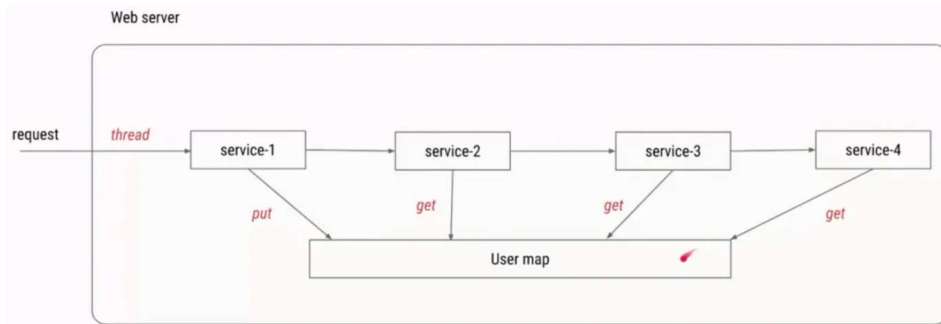 Web server
request
thread
service-1
service-2
service-3
service-4
put
get
get
get
User map